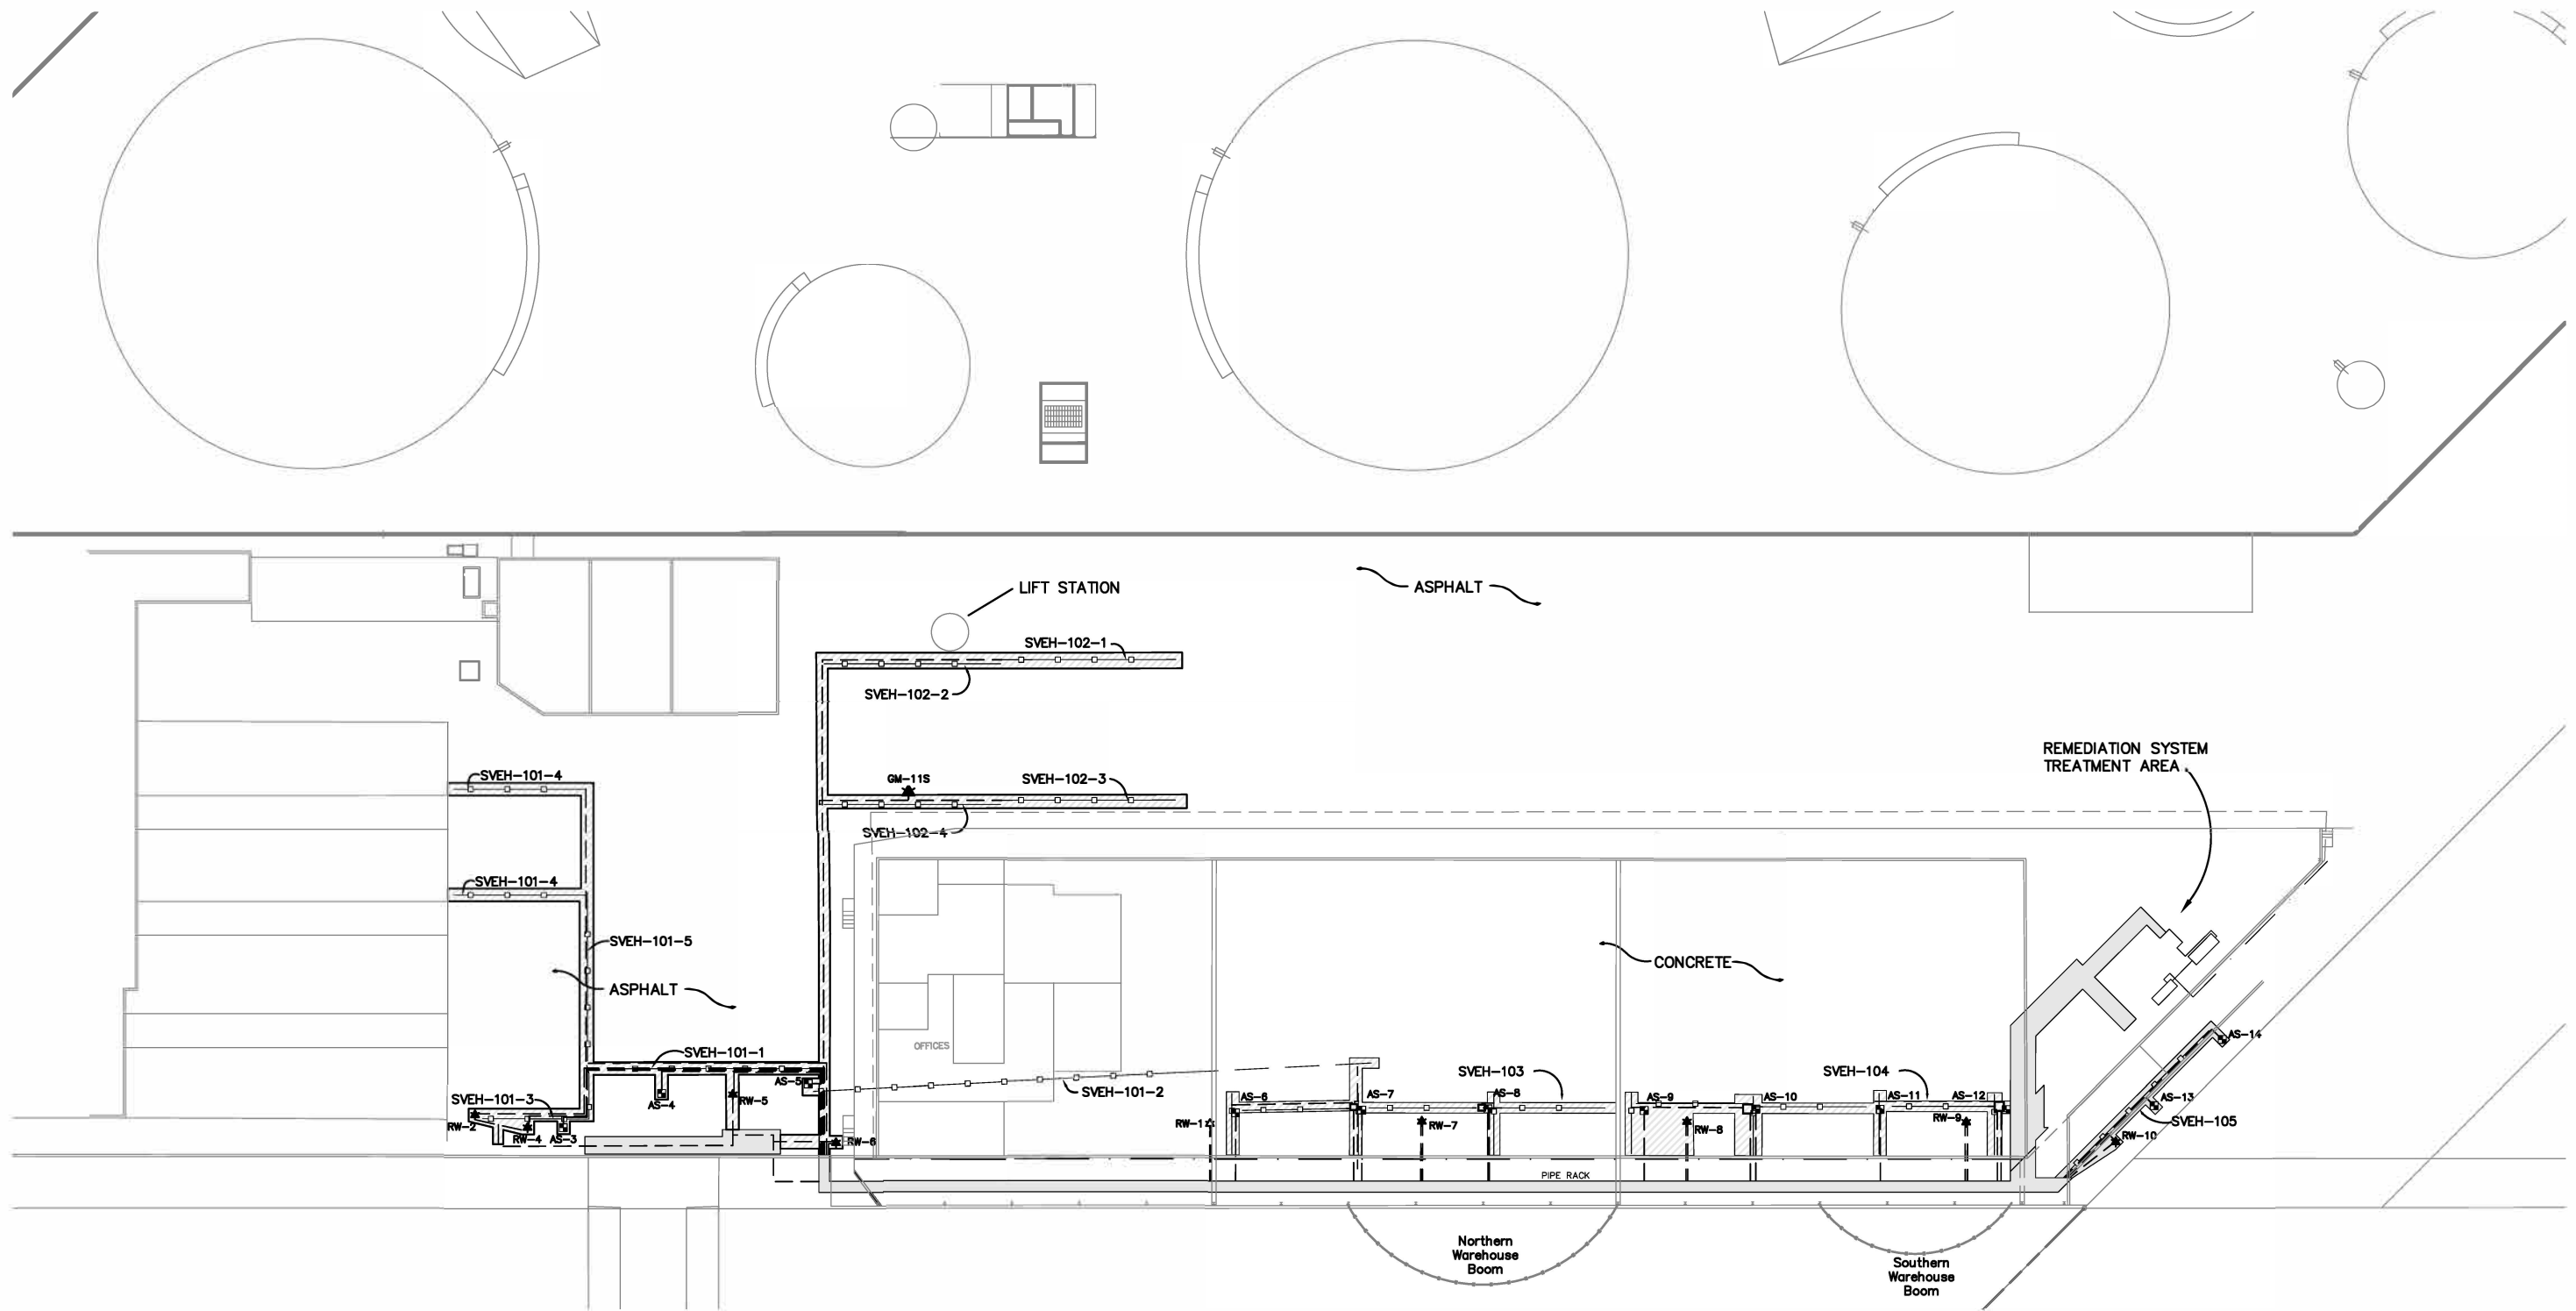 LIFT STATION
ASPHALT
SVEH-102-1
SVEH-102-2
REMEDIATION SYSTEM
TREATMENT AREA
SVEH-101-4
GM-11S
SVEH-102-3
SVEH-102-4
SVEH-101-4
SVEH-101-5
CONCRETE
ASPHALT
OFFICES
AS-14
SVEH-101-1
AS-5
SVEH-101-2
SVEH-103
SVEH-104
SVEH-101-3
AS-4
RW-5
AS-6
AS-7
AS-8
AS-9
AS-10
AS-11
AS-12
AS-13
RW-2
RW-4
AS-3
RW-6
RW-1
RW-7
RW-8
RW-9
RW-10
SVEH-105
PIPE RACK
Northern
Warehouse
Boom
Southern
Warehouse
Boom